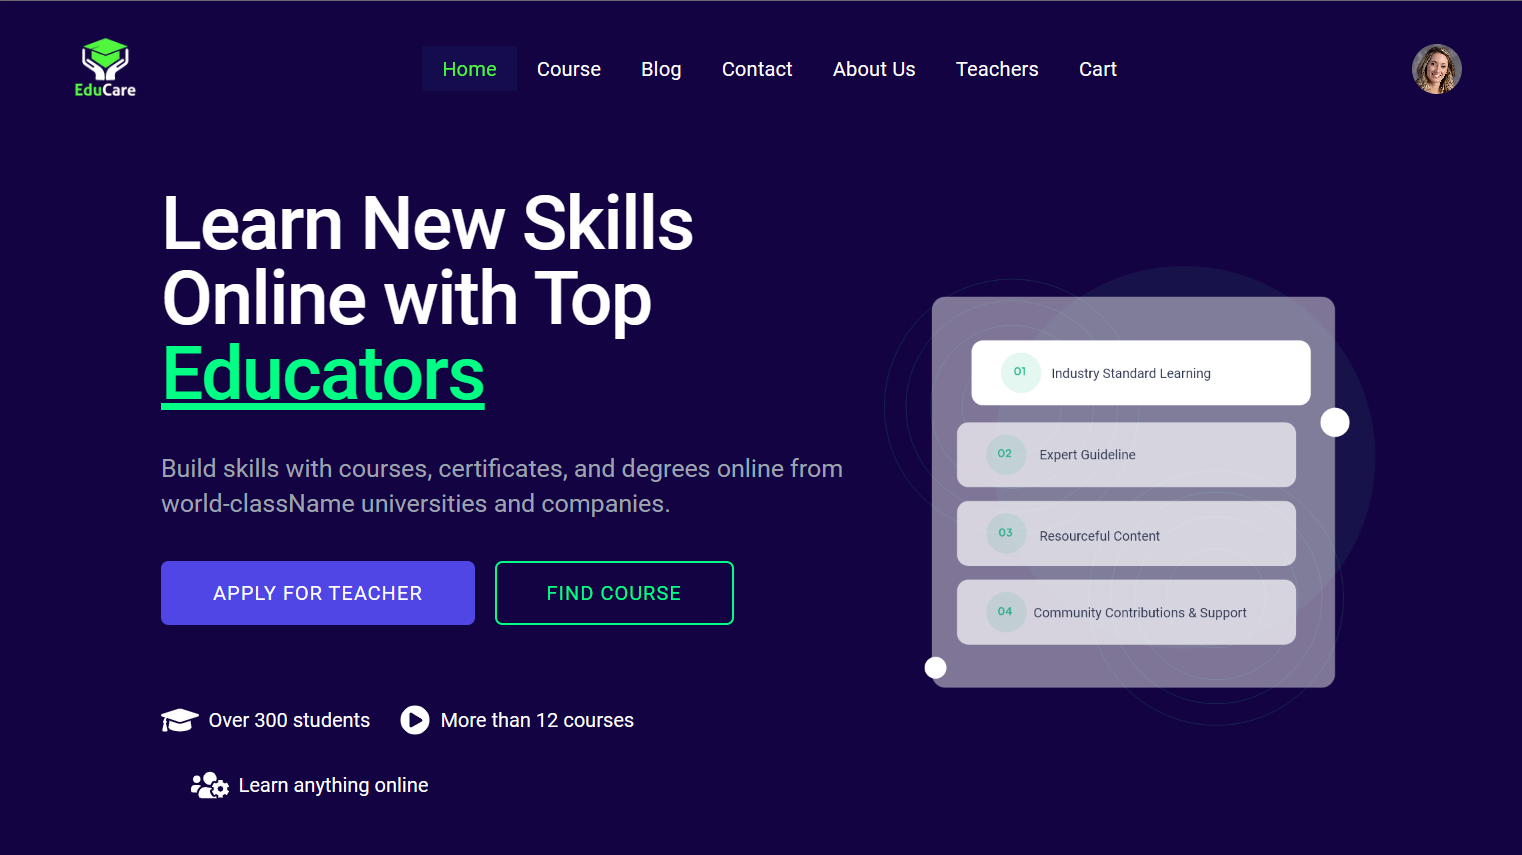 EduCare
Home Course Blog Contact About Us Teachers Cart
Learn New Skills
Online with Top
Educators
Build skills with courses, certificates, and degrees online from
world-className universities and companies.
APPLY FOR TEACHER
FIND COURSE
Over 300 students
More than 12 courses
Learn anything online
01 Industry Standard Learning
02 Expert Guideline
03 Resourceful Content
04 Community Contributions & Support